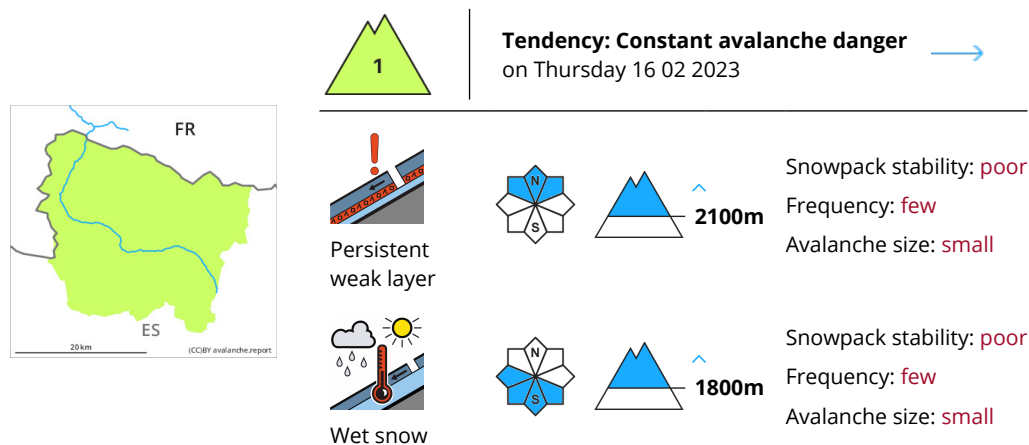 1
Tendency: Constant avalanche danger
on Thursday 16 02 2023
FR
ES
20 km
(CC)BY avalanche.report
Persistent
weak layer
N
S
2100m
Snowpack stability: poor
Frequency: few
Avalanche size: small
Wet snow
N
S
1800m
Snowpack stability: poor
Frequency: few
Avalanche size: small